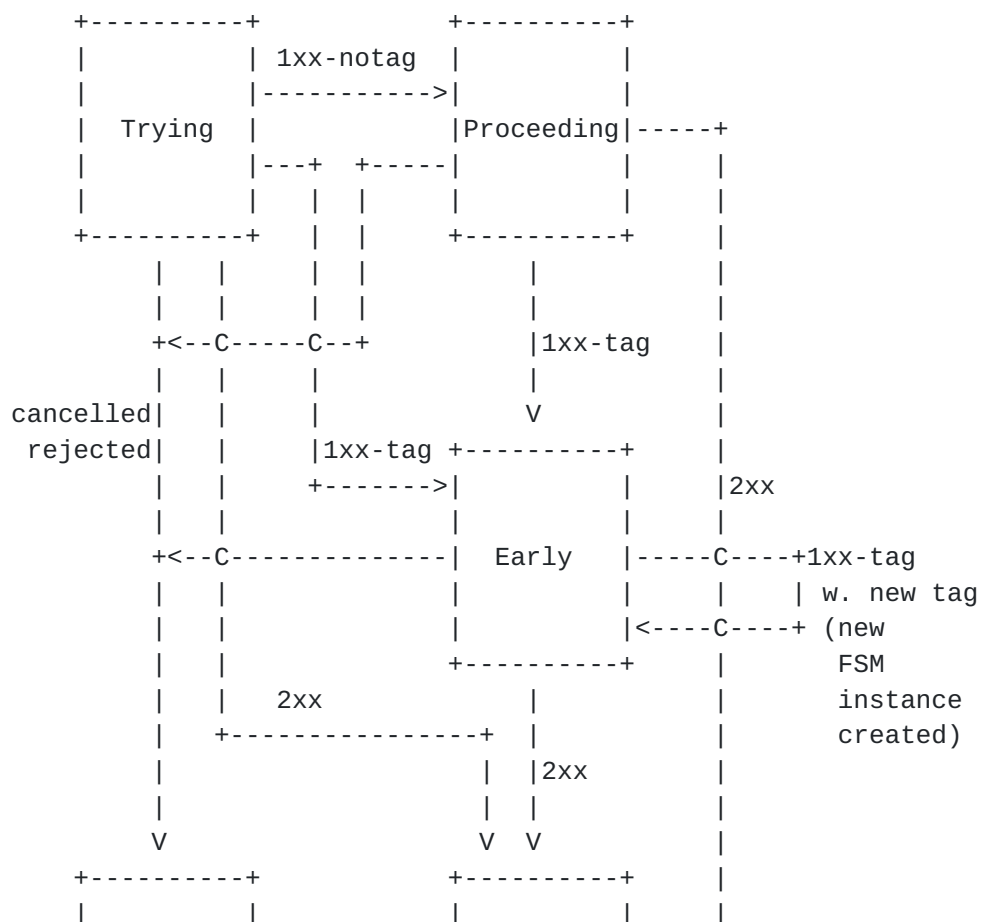 1xx-notag
Trying
Proceeding
C C
1xx-tag
cancelled
V
rejected
1xx-tag
2xx
C
Early
C
1xx-tag
w. new tag
C
(new
FSM
2xx
instance
created)
2xx
V
V V